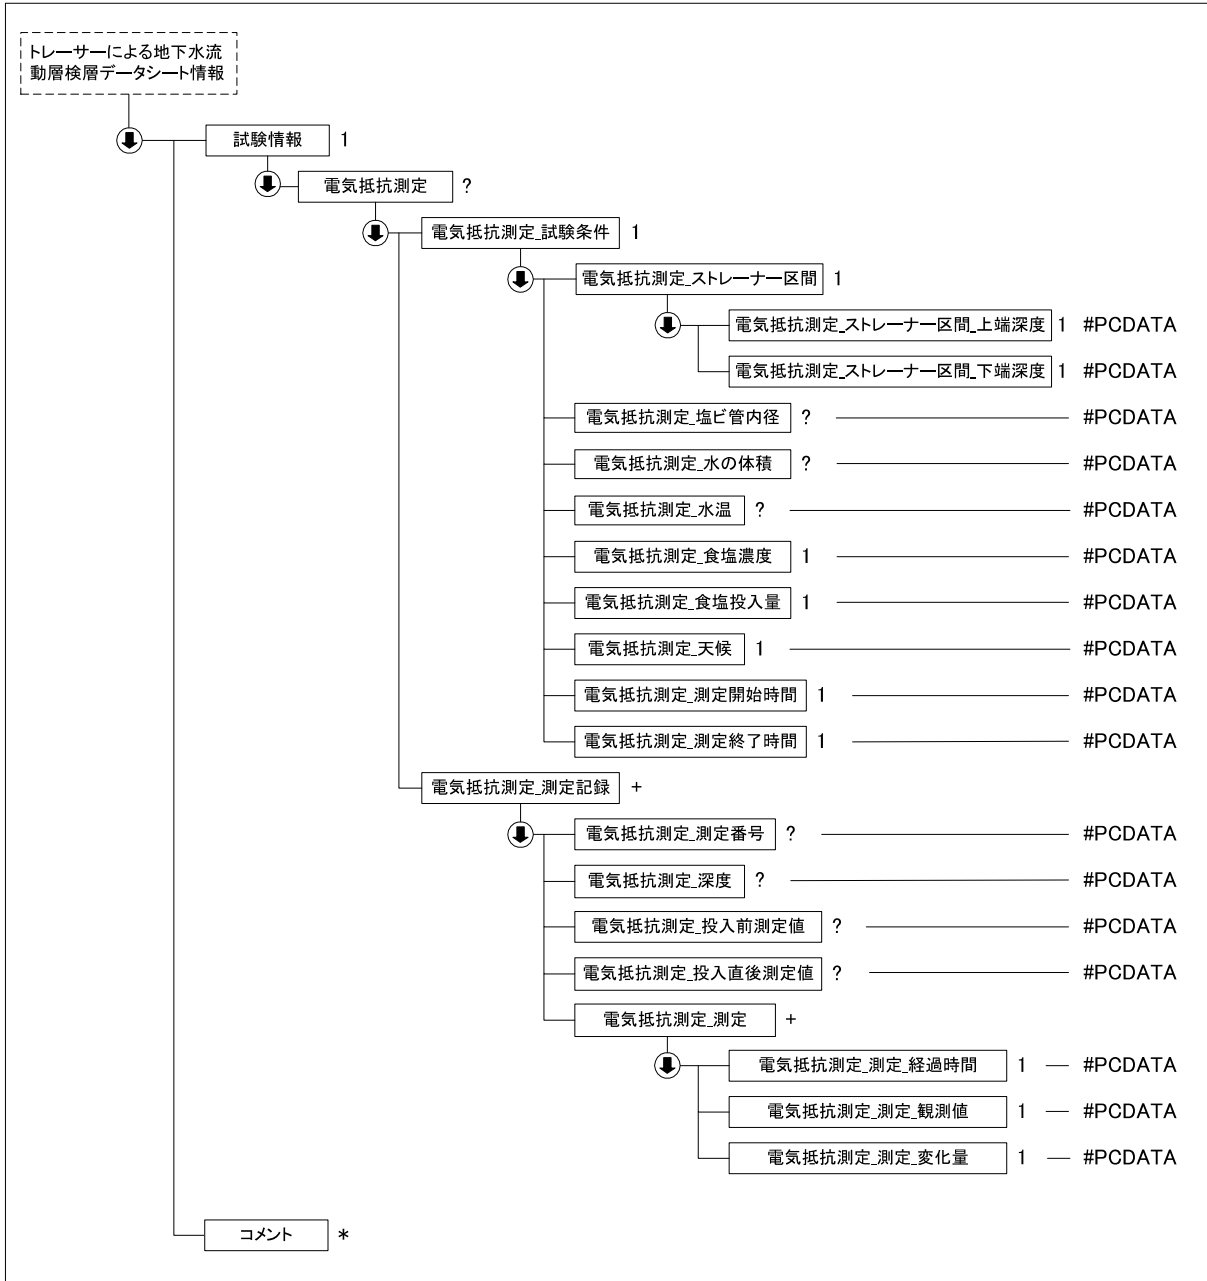 トレーサーによる地下水流
動層検層データシート情報
試験情報 1
電気抵抗測定 ?
電気抵抗測定_試験条件 1
電気抵抗測定_ストレーナー区間 1
電気抵抗測定_ストレーナー区間_上端深度 1 #PCDATA
電気抵抗測定_ストレーナー区間_下端深度 1 #PCDATA
電気抵抗測定_塩ビ管内径 ? #PCDATA
電気抵抗測定_水の体積 ? #PCDATA
電気抵抗測定_水温 ? #PCDATA
電気抵抗測定_食塩濃度 1 #PCDATA
電気抵抗測定_食塩投入量 1 #PCDATA
電気抵抗測定_天候 1 #PCDATA
電気抵抗測定_測定開始時間 1 #PCDATA
電気抵抗測定_測定終了時間 1 #PCDATA
電気抵抗測定_測定記録 +
電気抵抗測定_測定番号 ? #PCDATA
電気抵抗測定_深度 ? #PCDATA
電気抵抗測定_投入前測定値 ? #PCDATA
電気抵抗測定_投入直後測定値 ? #PCDATA
電気抵抗測定_測定 +
電気抵抗測定_測定_経過時間 1 #PCDATA
電気抵抗測定_測定_観測値 1 #PCDATA
電気抵抗測定_測定_変化量 1 #PCDATA
コメント *